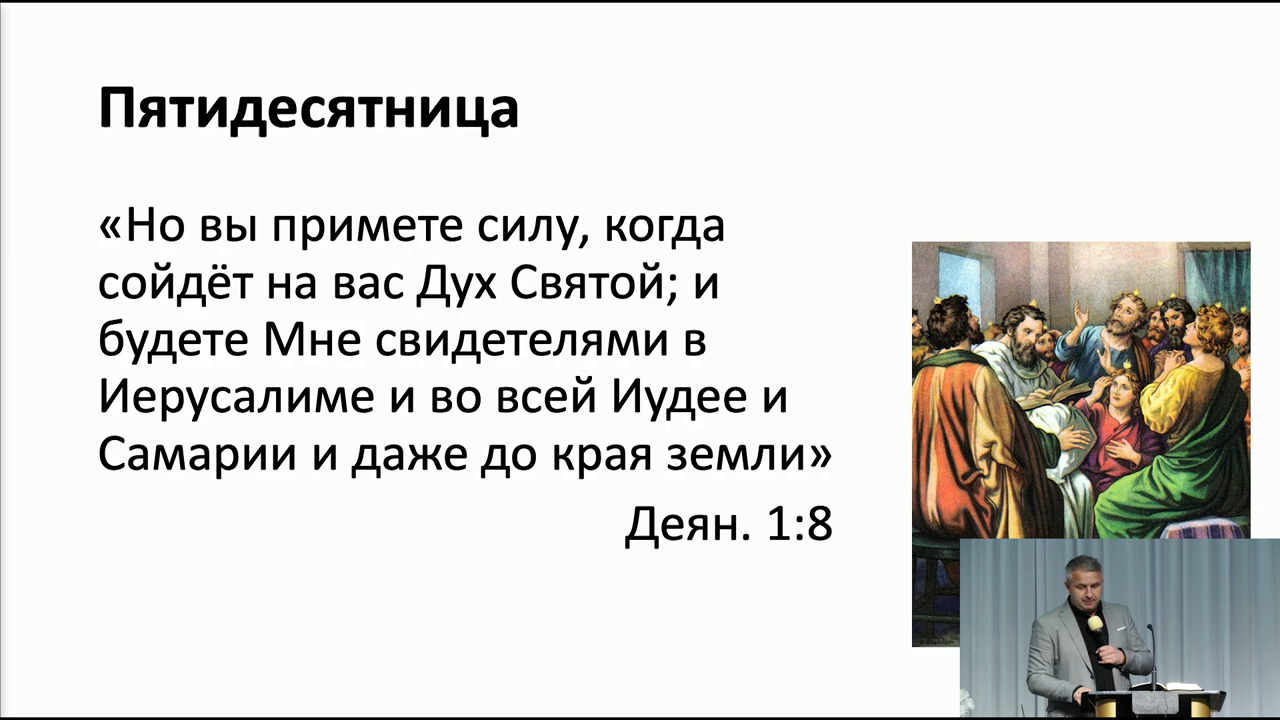 Пятидесятница
«Но вы примете силу, когда
сойдёт на вас Дух Святой; и
будете Мне свидетелями в
Иерусалиме и во всей Иудее и
Самарии и даже до края земли»
Деян. 1:8